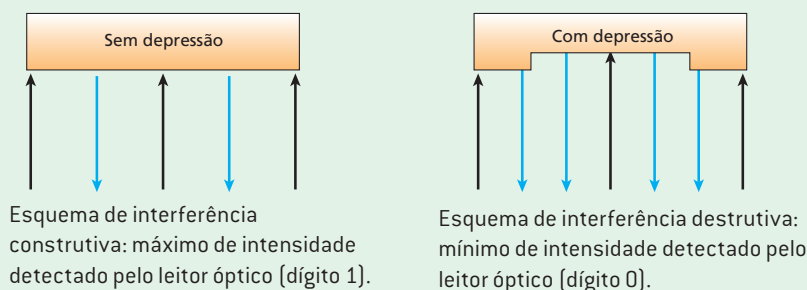 Sem depressão
Com depressão
Esquema de interferência
construtiva: máximo de intensidade
detectado pelo leitor óptico (dígito 1).
Esquema de interferência destrutiva:
mínimo de intensidade detectado pelo
leitor óptico (dígito 0).